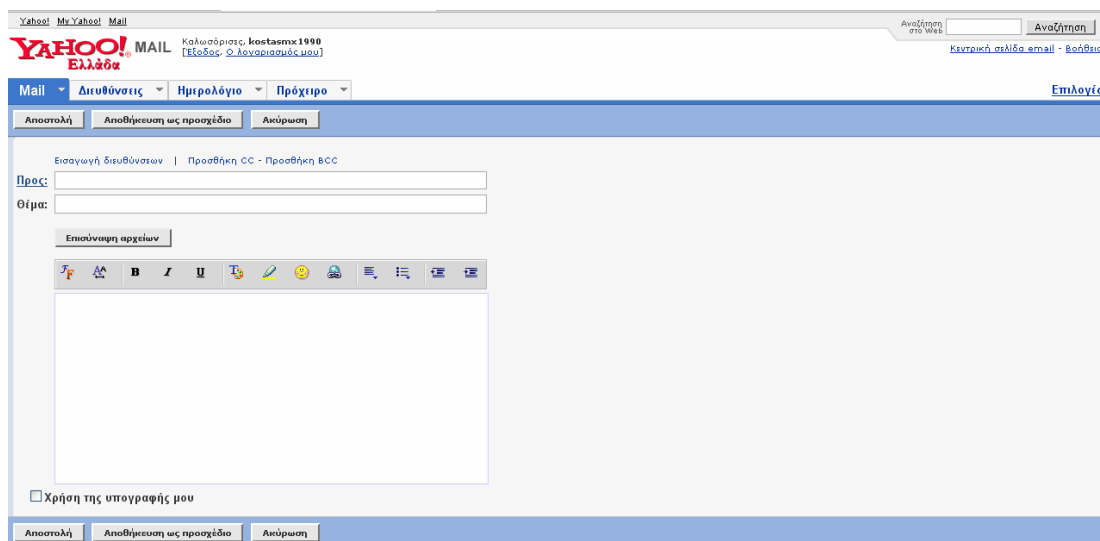 Yahoo! My Yahoo! Mail
Αναζήτηση στο Web Αναζήτηση
YAHOO! MAIL Ελλάδα
Καλωσόρισες, kostasmx1990
[Έξοδος, Ο λογαριασμός μου]
Κεντρική σελίδα email - Βοήθεια
Mail Διευθύνσεις Ημερολόγιο Πρόχειρο Επιλογές
Αποστολή Αποθήκευση ως προσχέδιο Ακύρωση
Εισαγωγή διευθύνσεων | Προσθήκη CC - Προσθήκη BCC
Προς:
Θέμα:
Επισύναψη αρχείων
B I U
Χρήση της υπογραφής μου
Αποστολή Αποθήκευση ως προσχέδιο Ακύρωση